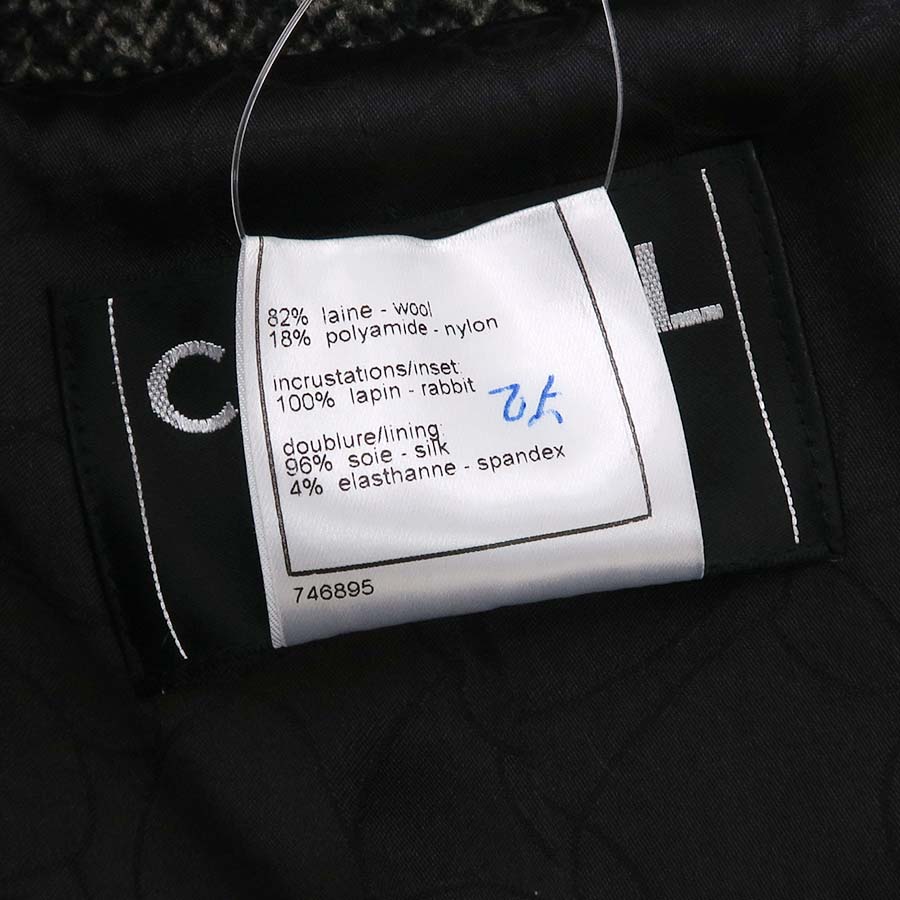 C L
82% laine - wool
18% polyamide - nylon
incrustations/inset:
100% lapin - rabbit
doublure/lining:
96% soie - silk
4% elasthanne - spandex
746895